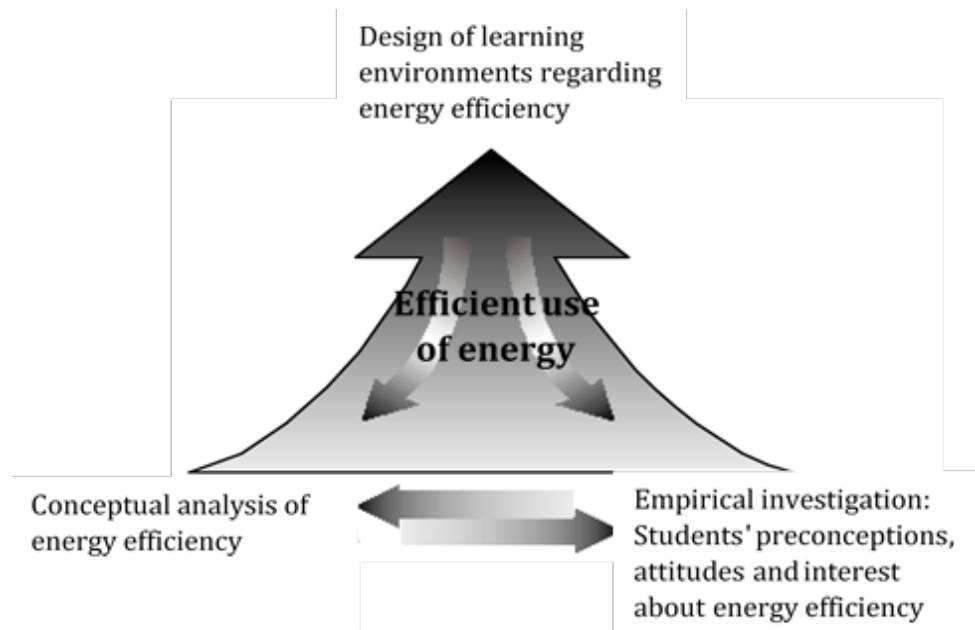 Design of learning
environments regarding
energy efficiency
Efficient use
of energy
Conceptual analysis of
energy efficiency
Empirical investigation:
Students' preconceptions,
attitudes and interest
about energy efficiency